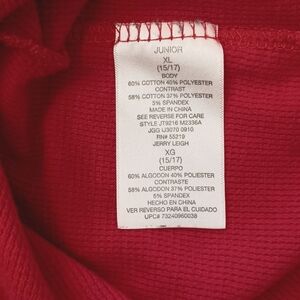 JUNIOR
XL
(15/17)
BODY
60% COTTON 40% POLYESTER
CONTRAST
58% COTTON 37% POLYESTER
5% SPANDEX
MADE IN CHINA
SEE REVERSE FOR CARE
STYLE JT9216 M2336A
JGG IJ3070 0910
RN# 55219
JERRY LEIGH
XG
(15/17)
CUERPO
60% ALGODON 40% POLIESTER
CONTRASTE
58% ALGODON 37% POLIESTER
5% SPANDEX
HECHO EN CHINA
VER REVERSO PARA EL CUIDADO
UPC# 73240960038